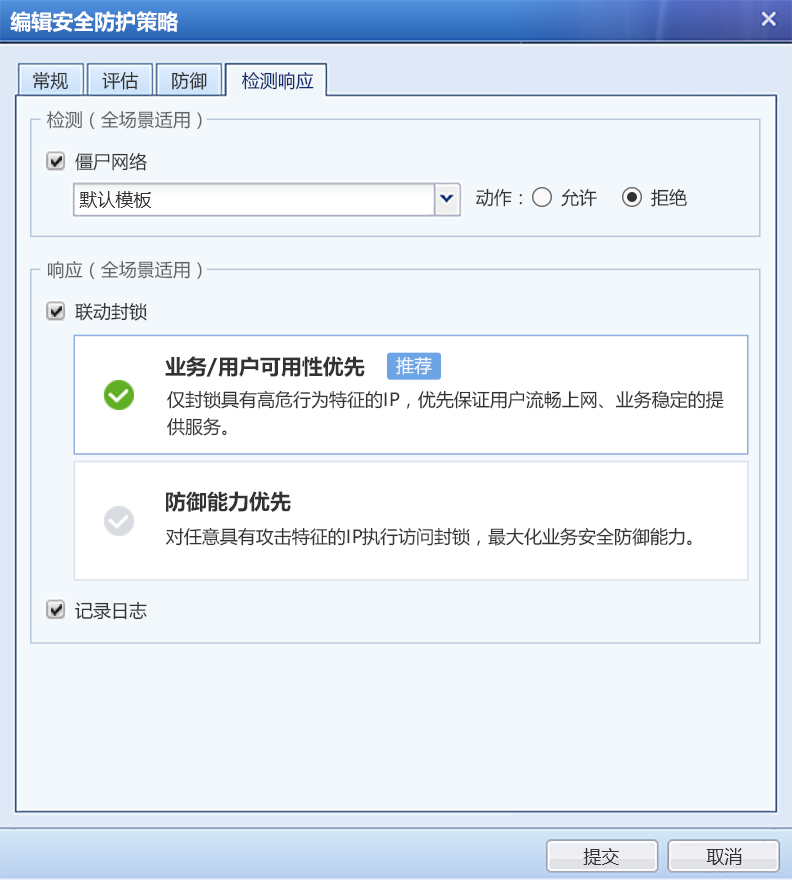 编辑安全防护策略
常规 评估 防御 检测响应
检测（全场景适用）
僵尸网络
默认模板 动作：允许 拒绝
响应（全场景适用）
联动封锁
业务/用户可用性优先 推荐
仅封锁具有高危行为特征的IP，优先保证用户流畅上网、业务稳定的提
供服务。
防御能力优先
对任意具有攻击特征的IP执行访问封锁，最大化业务安全防御能力。
记录日志
提交 取消